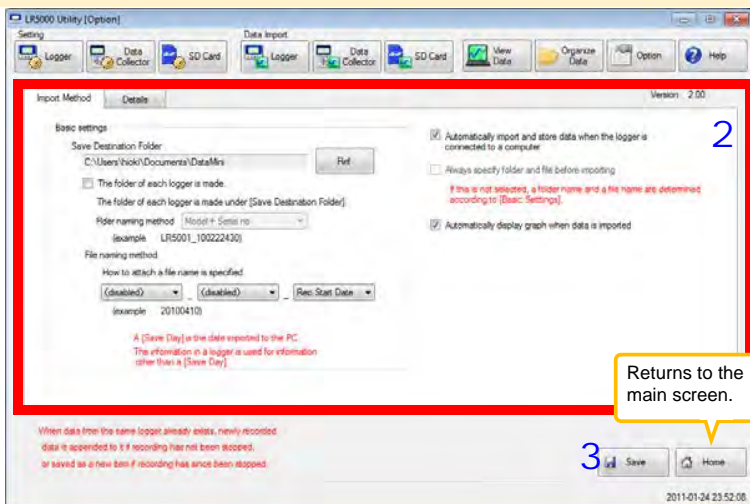 LR5000 Utility [Option]
Setting
Data Import
Logger
Data Collector
SD Card
Logger
Data Collector
SD Card
View Data
Organize Data
Option
Help
Import Method
Details
Version 2.00
Basic settings
Save Destination Folder
C:\Users\hioki\Documents\DataMini
Ref
The folder of each logger is made.
The folder of each logger is made under [Save Destination Folder].
Flder naming method
Model + Serial no
(example LR5001_100222430)
File naming method
How to attach a file name is specified
(disabled) _ (disabled) _ Rec Start Date
(example 20100410)
A [Save Day] is the date imported to the PC.
The information in a logger is used for information
other than a [Save Day]
2
Automatically import and store data when the logger is
connected to a computer
Always specify folder and file before importing
If this is not selected, a folder name and a file name are determined
according to [Basic Settings].
Automatically display graph when data is imported
Returns to the
main screen.
When data from the same logger already exists, newly recorded
data is appended to it if recording has not been stopped,
or saved as a new item if recording has since been stopped.
3
Save
Home
2011-01-24 23:52:08